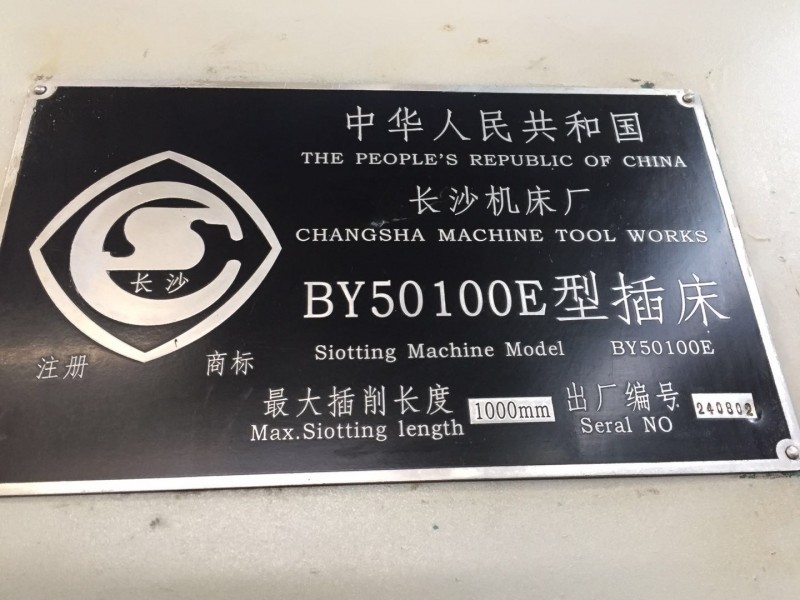 中华人民共和国
THE PEOPLE'S REPUBLIC OF CHINA
长沙机床厂
CHANGSHA MACHINE TOOL WORKS
长沙
注册 商标
BY50100E型插床
Siotting Machine Model BY50100E
最大插削长度 1000mm 出厂编号 240802
Max.Siotting length Seral NO